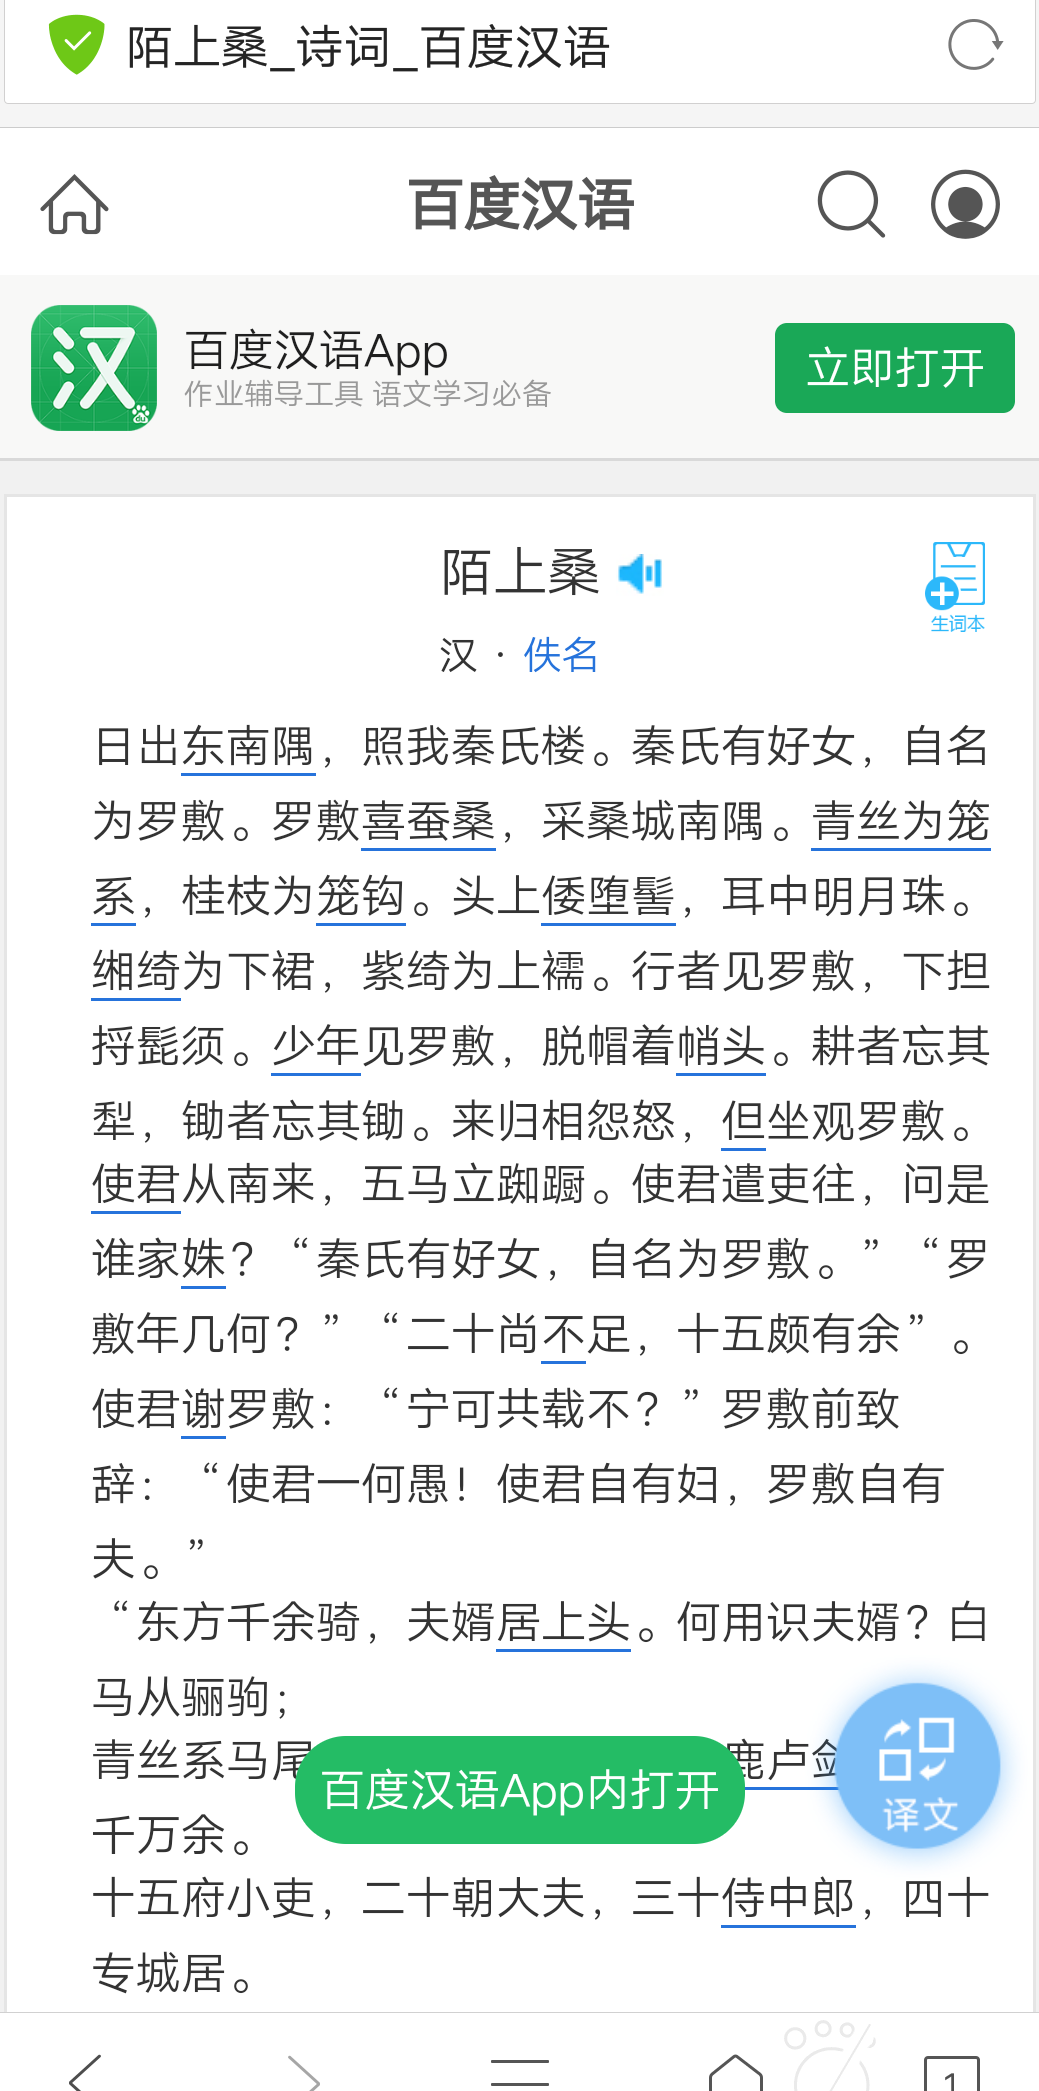 陌上桑_诗词_百度汉语
百度汉语
汉
百度汉语App
作业辅导工具 语文学习必备
立即打开
陌上桑
生词本
汉 · 佚名
日出东南隅，照我秦氏楼。秦氏有好女，自名
为罗敷。罗敷喜蚕桑，采桑城南隅。青丝为笼
系，桂枝为笼钩。头上倭堕髻，耳中明月珠。
缃绮为下裙，紫绮为上襦。行者见罗敷，下担
捋髭须。少年见罗敷，脱帽着帩头。耕者忘其
犁，锄者忘其锄。来归相怨怒，但坐观罗敷。
使君从南来，五马立踟蹰。使君遣吏往，问是
谁家姝？“秦氏有好女，自名为罗敷。”“罗
敷年几何？”“二十尚不足，十五颇有余”。
使君谢罗敷：“宁可共载不？”罗敷前致
辞：“使君一何愚！使君自有妇，罗敷自有
夫。”
“东方千余骑，夫婿居上头。何用识夫婿？白
马从骊驹；
青丝系马尾 鹿卢剑
百度汉语App内打开
译文
千万余。
十五府小吏，二十朝大夫，三十侍中郎，四十
专城居。
1